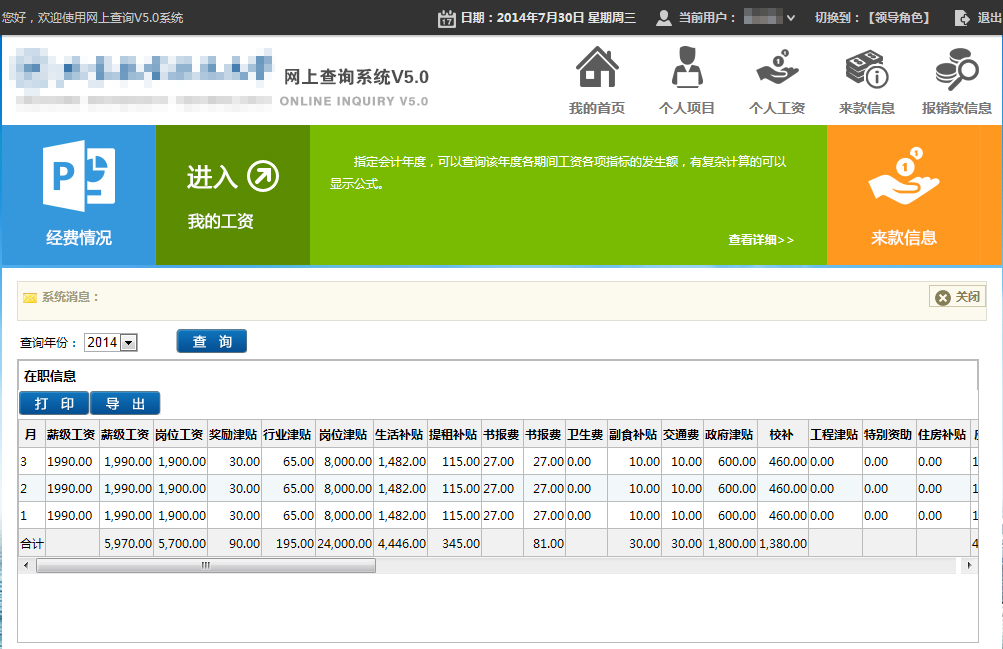 您好，欢迎使用网上查询V5.0系统
17 日期：2014年7月30日 星期周三 当前用户： 切换到：【领导角色】 退出
网上查询系统V5.0
ONLINE INQUIRY V5.0
我的首页 个人项目 个人工资 来款信息 报销款信息
经费情况
进入
我的工资
指定会计年度，可以查询该年度各期间工资各项指标的发生额，有复杂计算的可以
显示公式。
查看详细>>
来款信息
系统消息： 关闭
查询年份： 2014 查 询
在职信息
打 印 导 出
月 薪级工资 薪级工资 岗位工资 奖励津贴 行业津贴 岗位津贴 生活补贴 提租补贴 书报费 书报费 卫生费 副食补贴 交通费 政府津贴 校补 工程津贴 特别资助 住房补贴
3 1990.00 1,990.00 1,900.00 30.00 65.00 8,000.00 1,482.00 115.00 27.00 27.00 0.00 10.00 10.00 600.00 460.00 0.00 0.00 0.00 1
2 1990.00 1,990.00 1,900.00 30.00 65.00 8,000.00 1,482.00 115.00 27.00 27.00 0.00 10.00 10.00 600.00 460.00 0.00 0.00 0.00 1
1 1990.00 1,990.00 1,900.00 30.00 65.00 8,000.00 1,482.00 115.00 27.00 27.00 0.00 10.00 10.00 600.00 460.00 0.00 0.00 0.00 1
合计 5,970.00 5,700.00 90.00 195.00 24,000.00 4,446.00 345.00 81.00 30.00 30.00 1,800.00 1,380.00 4